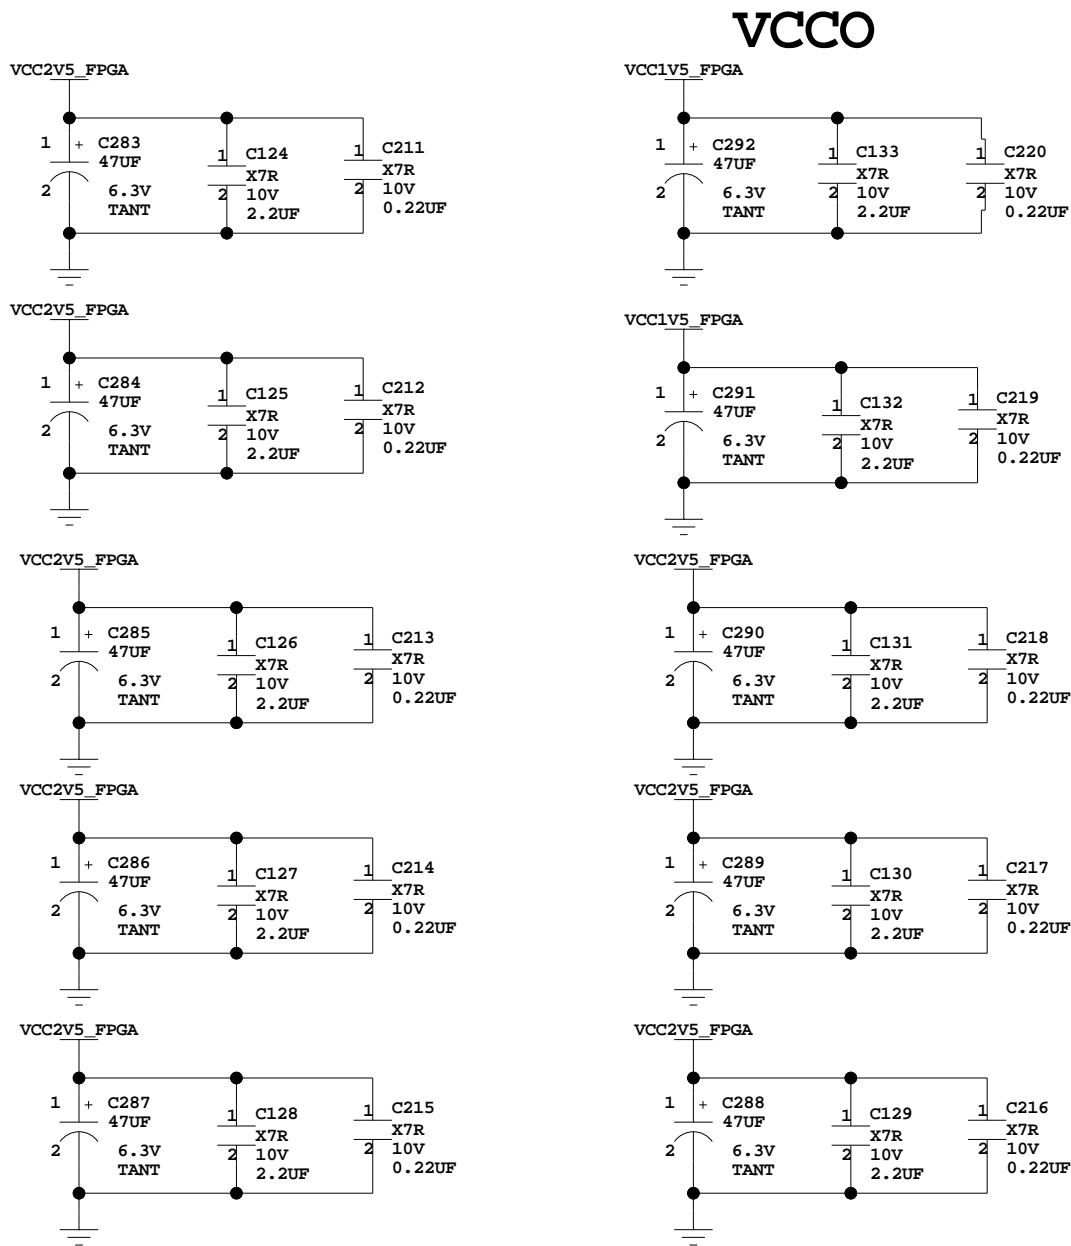 VCCO
VCC2V5_FPGA
1 + C283
47UF
2 6.3V
TANT
1 C124
X7R
2 10V
2.2UF
1 C211
X7R
2 10V
0.22UF
VCC1V5_FPGA
1 + C292
47UF
2 6.3V
TANT
1 C133
X7R
2 10V
2.2UF
1 C220
X7R
2 10V
0.22UF
VCC2V5_FPGA
1 + C284
47UF
2 6.3V
TANT
1 C125
X7R
2 10V
2.2UF
1 C212
X7R
2 10V
0.22UF
VCC1V5_FPGA
1 + C291
47UF
2 6.3V
TANT
1 C132
X7R
2 10V
2.2UF
1 C219
X7R
2 10V
0.22UF
VCC2V5_FPGA
1 + C285
47UF
2 6.3V
TANT
1 C126
X7R
2 10V
2.2UF
1 C213
X7R
2 10V
0.22UF
VCC2V5_FPGA
1 + C290
47UF
2 6.3V
TANT
1 C131
X7R
2 10V
2.2UF
1 C218
X7R
2 10V
0.22UF
VCC2V5_FPGA
1 + C286
47UF
2 6.3V
TANT
1 C127
X7R
2 10V
2.2UF
1 C214
X7R
2 10V
0.22UF
VCC2V5_FPGA
1 + C289
47UF
2 6.3V
TANT
1 C130
X7R
2 10V
2.2UF
1 C217
X7R
2 10V
0.22UF
VCC2V5_FPGA
1 + C287
47UF
2 6.3V
TANT
1 C128
X7R
2 10V
2.2UF
1 C215
X7R
2 10V
0.22UF
VCC2V5_FPGA
1 + C288
47UF
2 6.3V
TANT
1 C129
X7R
2 10V
2.2UF
1 C216
X7R
2 10V
0.22UF